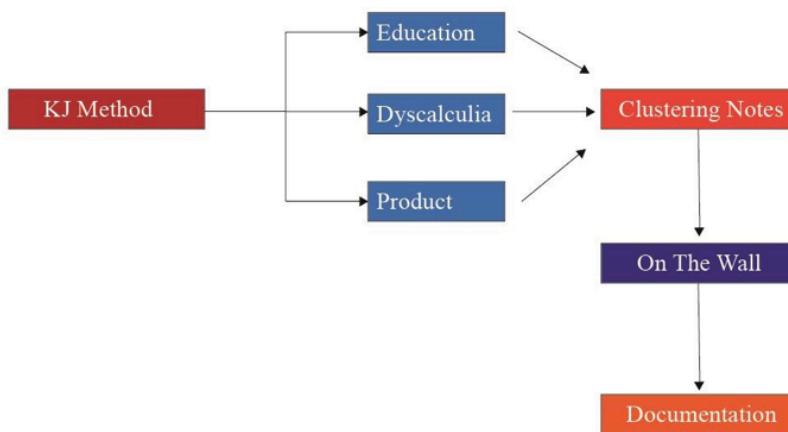 Education
KJ Method
Dyscalculia
Clustering Notes
Product
On The Wall
Documentation